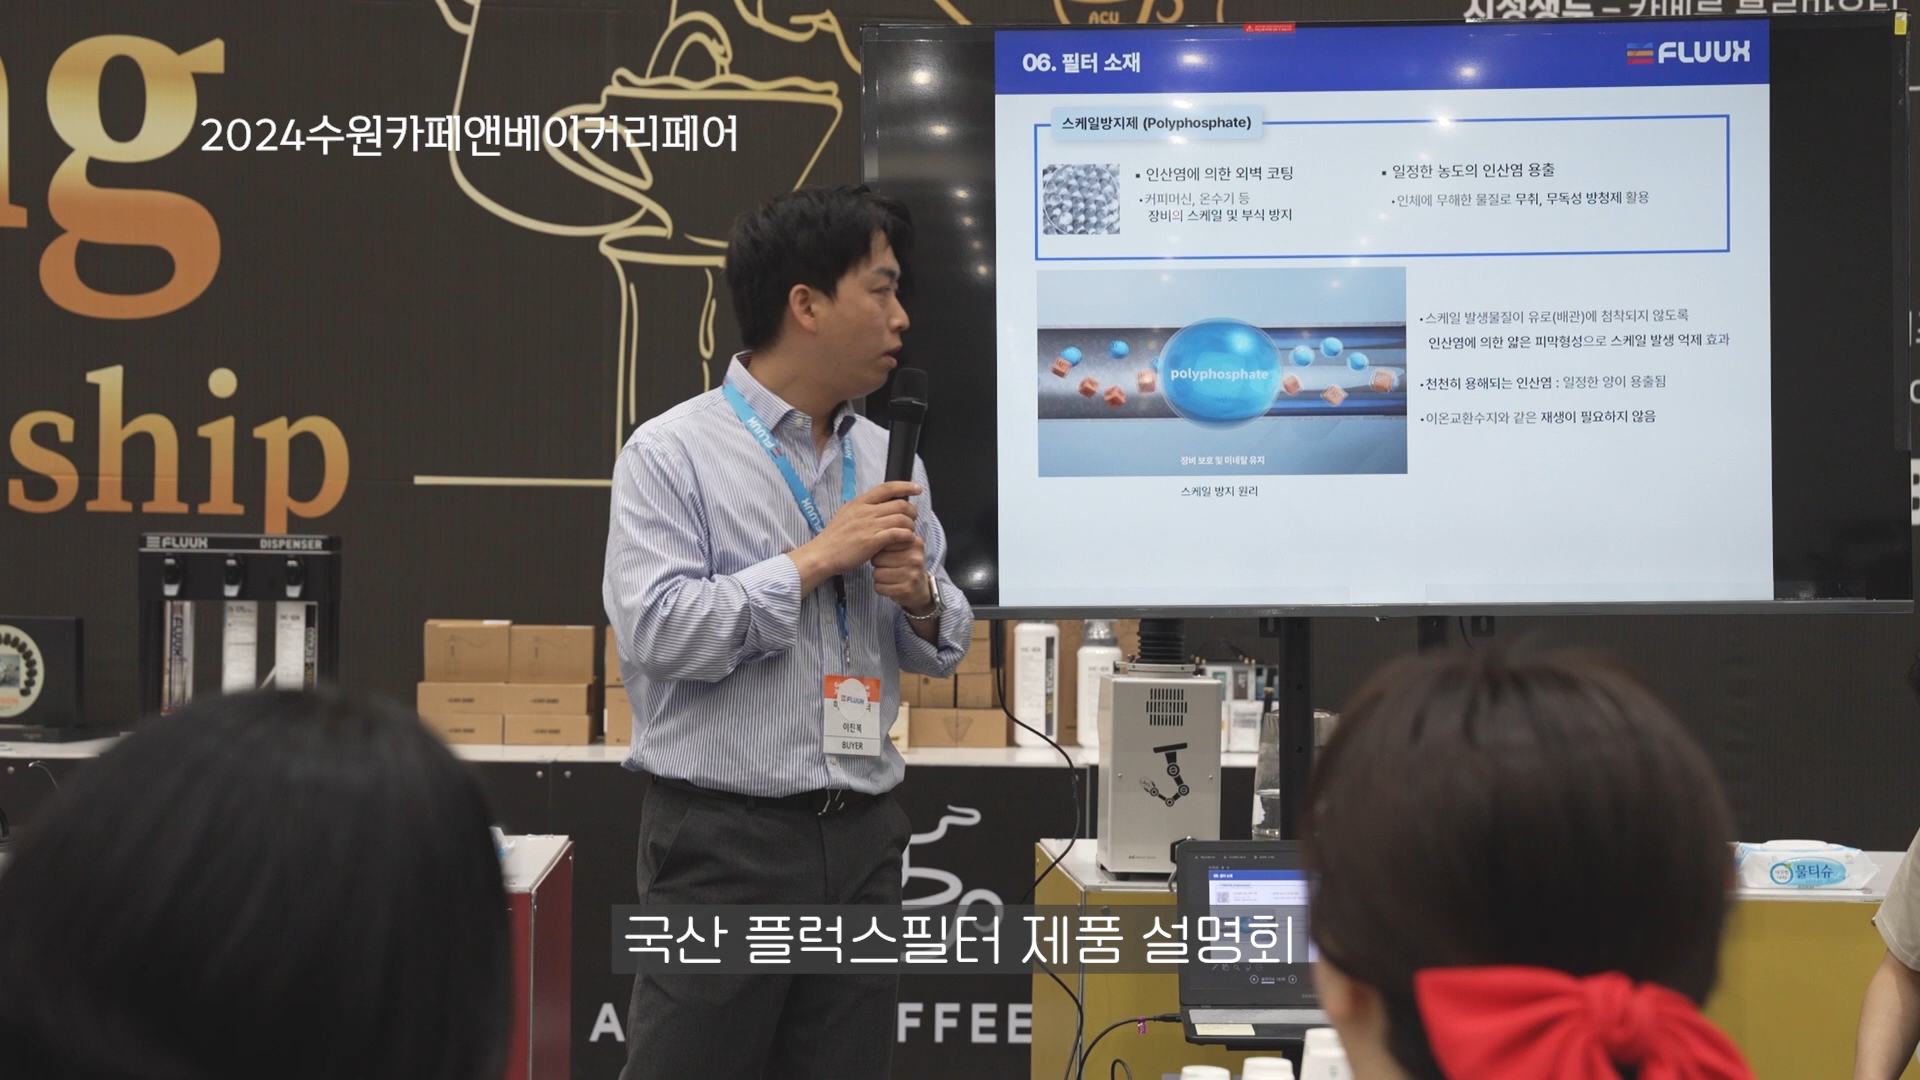 ng
ship
ACU
2024수원카페앤베이커리페어
06. 필터 소재
FLUUX
스케일방지제 (Polyphosphate)
▪ 인산염에 의한 외벽 코팅
• 커피머신, 온수기 등
장비의 스케일 및 부식 방지
▪ 일정한 농도의 인산염 용출
• 인체에 무해한 물질로 무취, 무독성 방청제 활용
polyphosphate
장비 보호 및 미네랄 유지
스케일 방지 원리
• 스케일 발생물질이 유로(배관)에 첨착되지 않도록
인산염에 의한 얇은 피막형성으로 스케일 발생 억제 효과
• 천천히 용해되는 인산염 : 일정한 양이 용출됨
• 이온교환수지와 같은 재생이 필요하지 않음
FLUUX DISPENSER
FLUUX
FLUUX
FLUUX
이진복
BUYER
물티슈
국산 플럭스필터 제품 설명회
A
FFEE